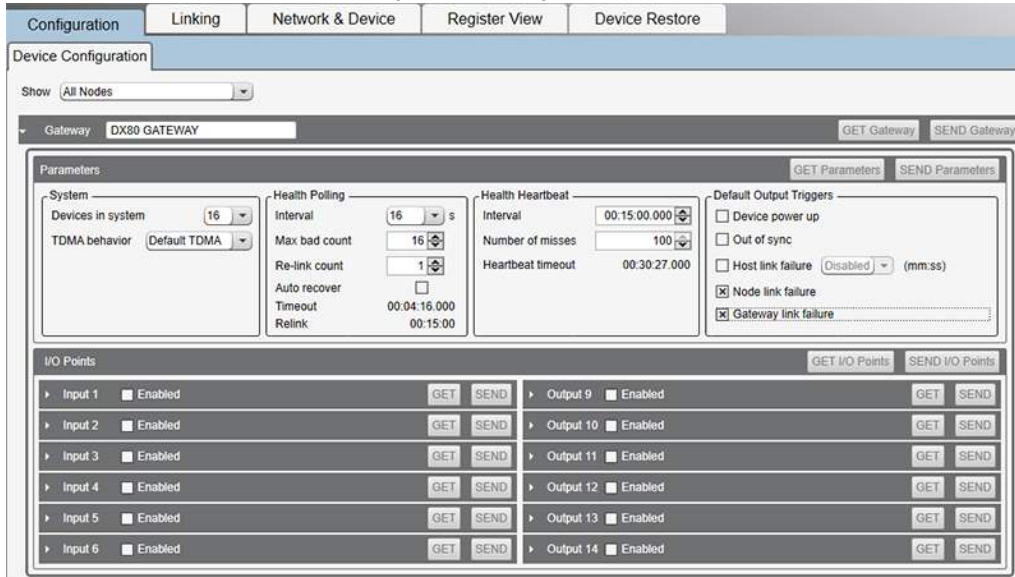 Configuration Linking Network & Device Register View Device Restore
Device Configuration
Show All Nodes
Gateway DX80 GATEWAY GET Gateway SEND Gateway
Parameters GET Parameters SEND Parameters
System
Devices in system 16
TDMA behavior Default TDMA
Health Polling
Interval 16 s
Max bad count 16
Re-link count 1
Auto recover
Timeout 00:04:16.000
Relink 00:15:00
Health Heartbeat
Interval 00:15:00.000
Number of misses 100
Heartbeat timeout 00:30:27.000
Default Output Triggers
Device power up
Out of sync
Host link failure Disabled (mm:ss)
Node link failure
Gateway link failure
I/O Points GET I/O Points SEND I/O Points
Input 1 Enabled GET SEND Output 9 Enabled GET SEND
Input 2 Enabled GET SEND Output 10 Enabled GET SEND
Input 3 Enabled GET SEND Output 11 Enabled GET SEND
Input 4 Enabled GET SEND Output 12 Enabled GET SEND
Input 5 Enabled GET SEND Output 13 Enabled GET SEND
Input 6 Enabled GET SEND Output 14 Enabled GET SEND